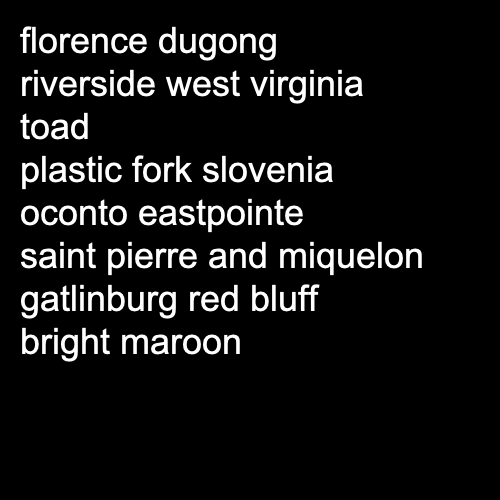 florence dugong
riverside west virginia
toad
plastic fork slovenia
oconto eastpointe
saint pierre and miquelon
gatlinburg red bluff
bright maroon